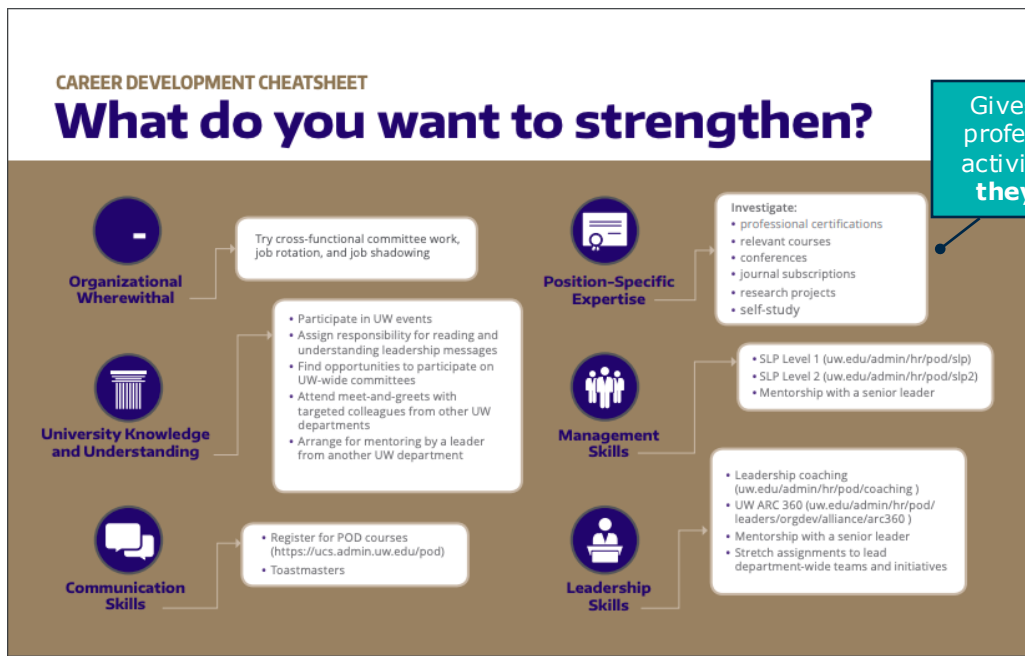 CAREER DEVELOPMENT CHEATSHEET
What do you want to strengthen?
Give
profe
activi
they
Organizational
Wherewithal
Try cross-functional committee work,
job rotation, and job shadowing
University Knowledge
and Understanding
• Participate in UW events
• Assign responsibility for reading and
understanding leadership messages
• Find opportunities to participate on
UW-wide committees
• Attend meet-and-greets with
targeted colleagues from other UW
departments
• Arrange for mentoring by a leader
from another UW department
Communication
Skills
• Register for POD courses
(https://ucs.admin.uw.edu/pod)
• Toastmasters
Position-Specific
Expertise
Investigate:
• professional certifications
• relevant courses
• conferences
• journal subscriptions
• research projects
• self-study
Management
Skills
• SLP Level 1 (uw.edu/admin/hr/pod/slp)
• SLP Level 2 (uw.edu/admin/hr/pod/slp2)
• Mentorship with a senior leader
Leadership
Skills
• Leadership coaching
(uw.edu/admin/hr/pod/coaching )
• UW ARC 360 (uw.edu/admin/hr/pod/
leaders/orgdev/alliance/arc360 )
• Mentorship with a senior leader
• Stretch assignments to lead
department-wide teams and initiatives